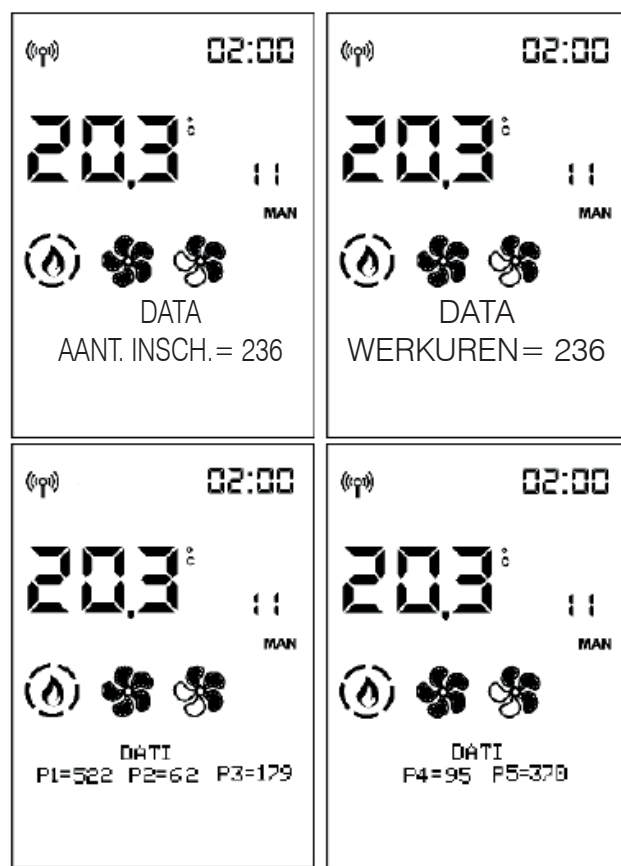 02:00
20,3 °C
11
MAN
DATA
AANT. INSCH.= 236
02:00
20,3 °C
11
MAN
DATA
WERKUREN= 236
02:00
20,3 °C
11
MAN
DATI
P1=522 P2=62 P3=179
02:00
20,3 °C
11
MAN
DATI
P4=95 P5=370